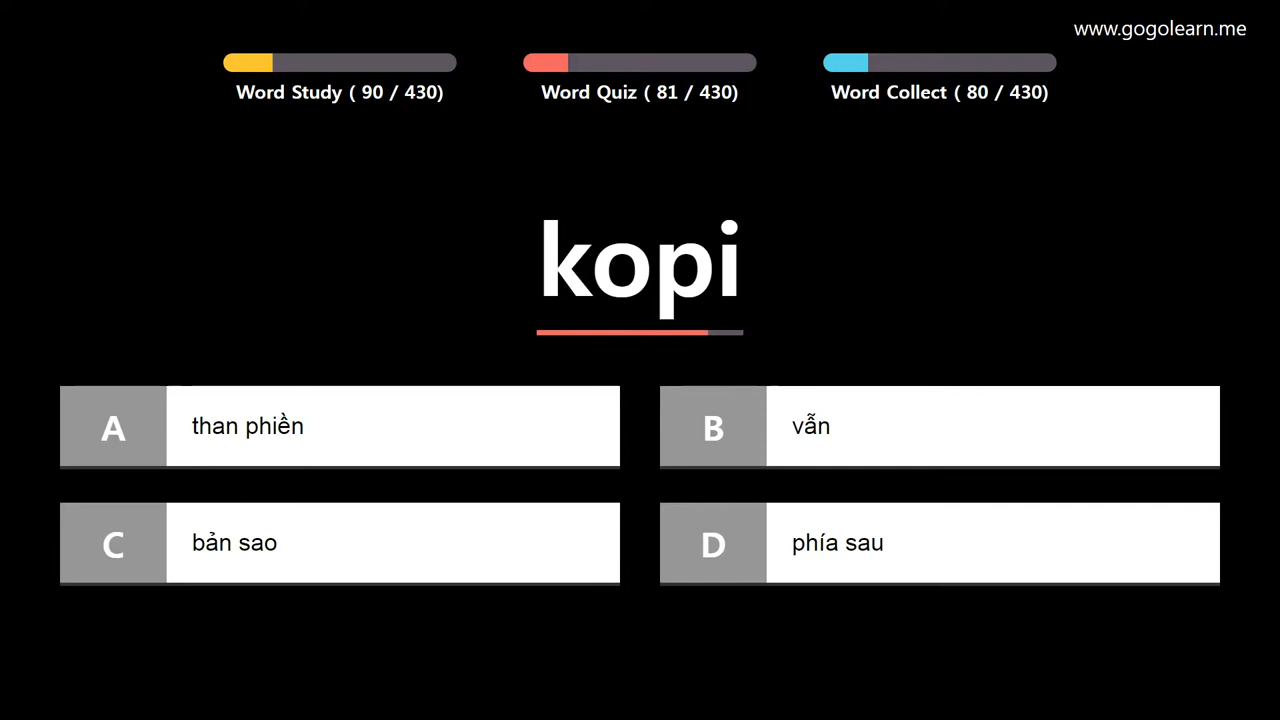 www.gogolearn.me
Word Study ( 90 / 430)
Word Quiz ( 81 / 430)
Word Collect ( 80 / 430)
kopi
A than phiền
B vẫn
C bản sao
D phía sau